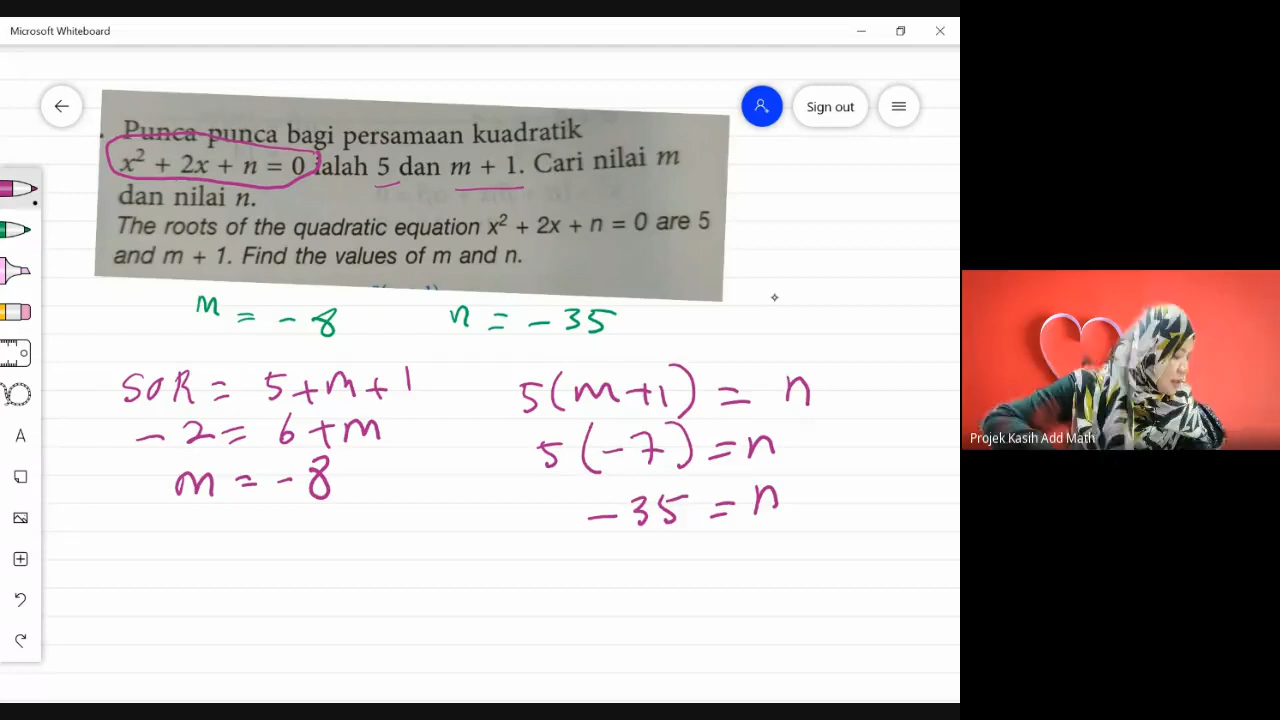 Microsoft Whiteboard
Sign out
Punca punca bagi persamaan kuadratik
x² + 2x + n = 0 ialah 5 dan m + 1. Cari nilai m
dan nilai n.
The roots of the quadratic equation x² + 2x + n = 0 are 5
and m + 1. Find the values of m and n.
m = - 8
n = - 35
SOR = 5 + m + 1
- 2 = 6 + m
m = - 8
5(m+1) = n
5(-7) = n
- 35 = n
A
Projek Kasih Add Math